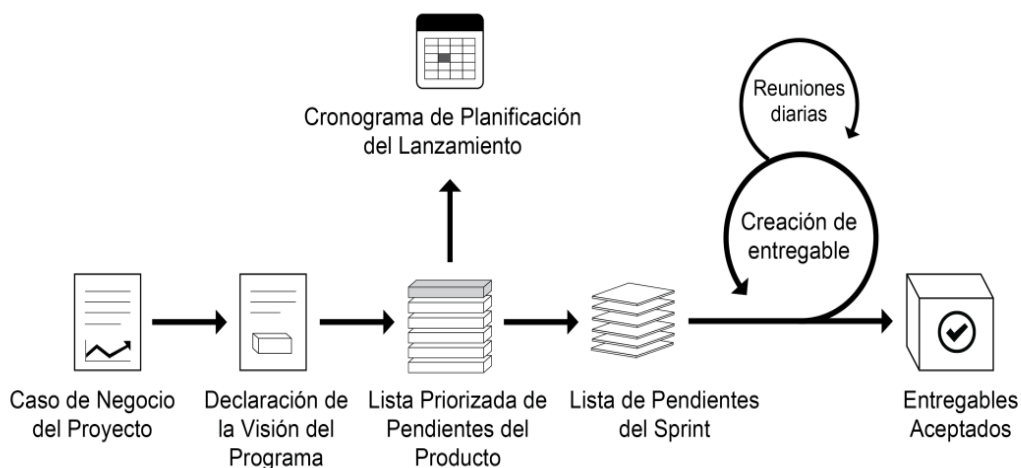 Cronograma de Planificación
del Lanzamiento
Reuniones
diarias
Creación de
entregable
Caso de Negocio
del Proyecto
Declaración de
la Visión del
Programa
Lista Priorizada de
Pendientes del
Producto
Lista de Pendientes
del Sprint
Entregables
Aceptados